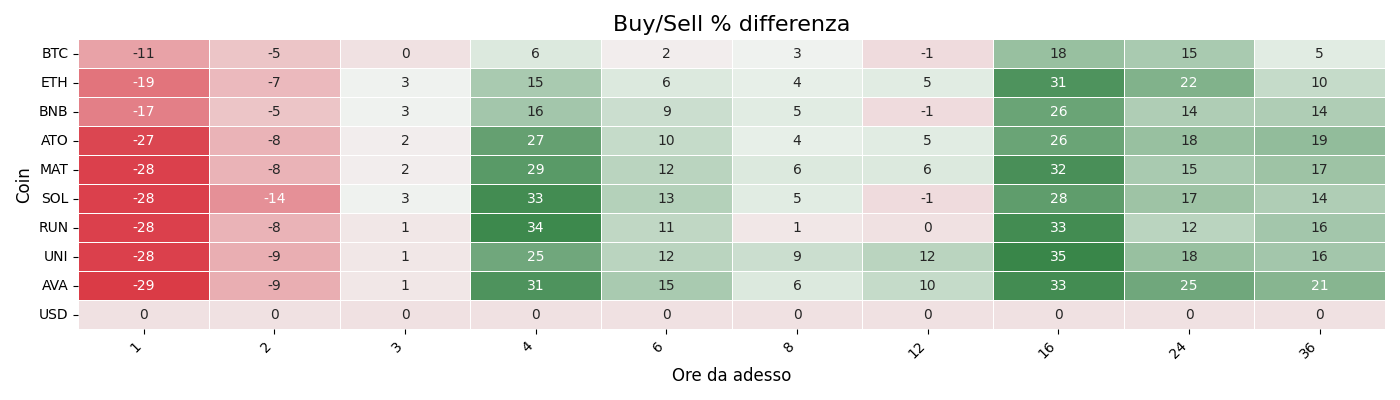 Buy/Sell % differenza
Coin
BTC -11 -5 0 6 2 3 -1 18 15 5
ETH -19 -7 3 15 6 4 5 31 22 10
BNB -17 -5 3 16 9 5 -1 26 14 14
ATO -27 -8 2 27 10 4 5 26 18 19
MAT -28 -8 2 29 12 6 6 32 15 17
SOL -28 -14 3 33 13 5 -1 28 17 14
RUN -28 -8 1 34 11 1 0 33 12 16
UNI -28 -9 1 25 12 9 12 35 18 16
AVA -29 -9 1 31 15 6 10 33 25 21
USD 0 0 0 0 0 0 0 0 0 0
1 2 3 4 6 8 12 16 24 36
Ore da adesso